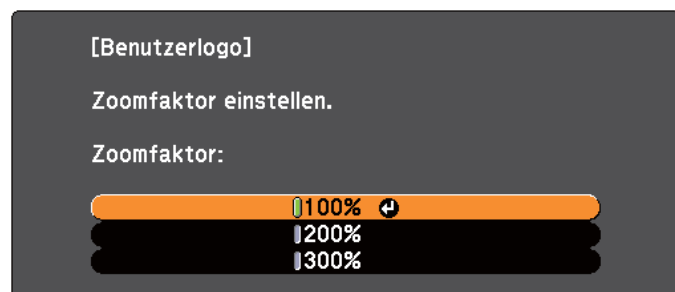 [Benutzerlogo]
Zoomfaktor einstellen.
Zoomfaktor:
100%
200%
300%